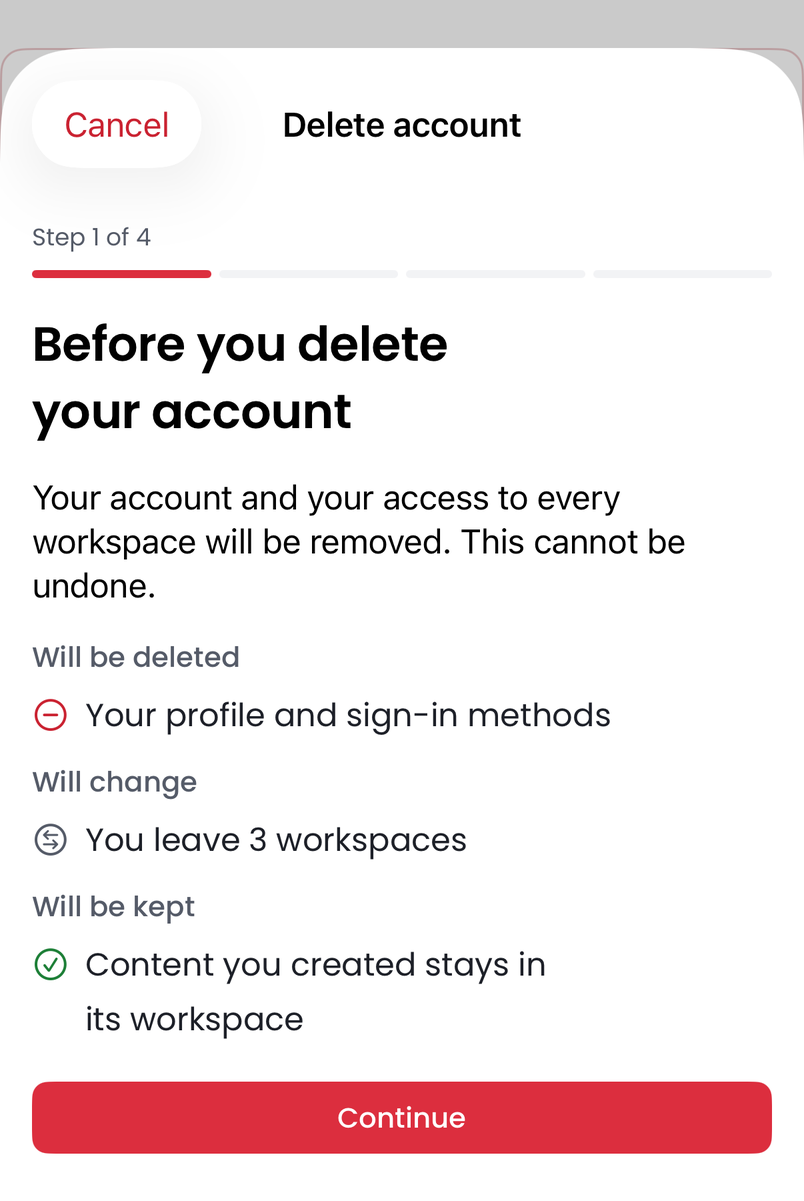 Cancel
Delete account
Step 1 of 4
Before you delete
your account
Your account and your access to every
workspace will be removed. This cannot be
undone.
Will be deleted
Your profile and sign-in methods
Will change
You leave 3 workspaces
Will be kept
Content you created stays in
its workspace
Continue